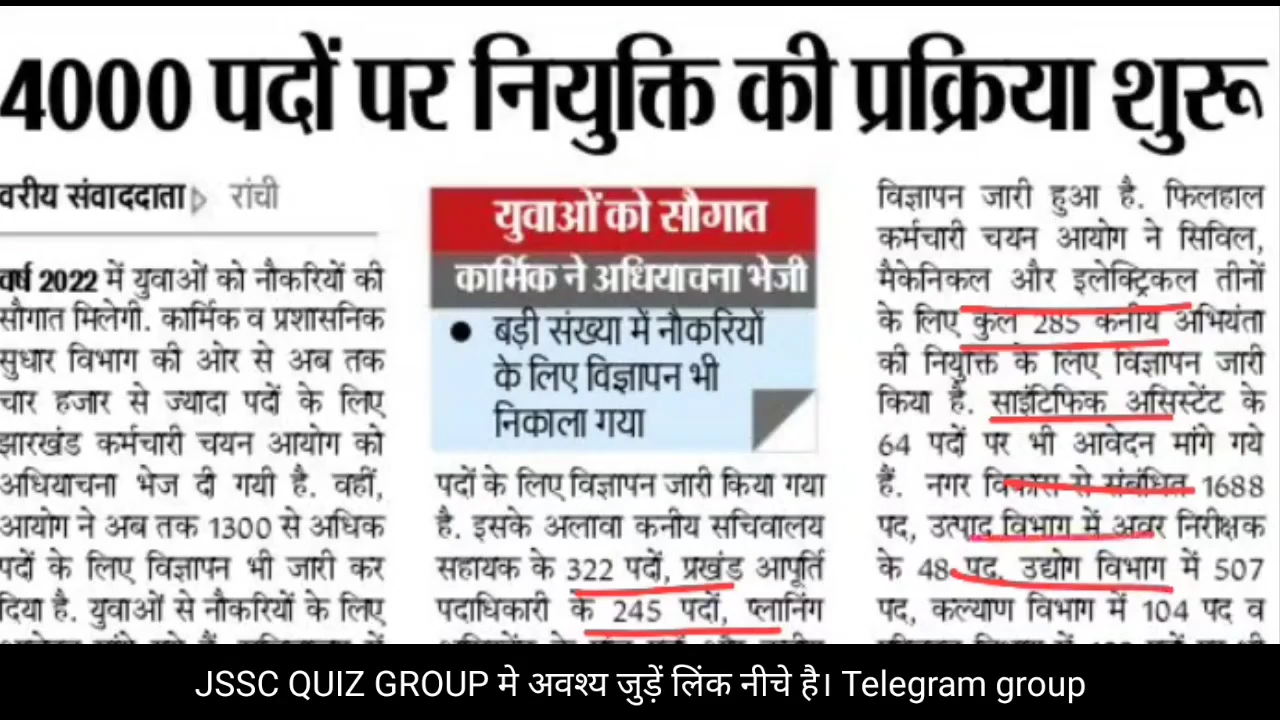 4000 पदों पर नियुक्ति की प्रक्रिया शुरू
वरीय संवाददाता रांची
वर्ष 2022 में युवाओं को नौकरियों की
सौगात मिलेगी. कार्मिक व प्रशासनिक
सुधार विभाग की ओर से अब तक
चार हजार से ज्यादा पदों के लिए
झारखंड कर्मचारी चयन आयोग को
अधियाचना भेज दी गयी है. वहीं,
आयोग ने अब तक 1300 से अधिक
पदों के लिए विज्ञापन भी जारी कर
दिया है. युवाओं से नौकरियों के लिए
युवाओं को सौगात
कार्मिक ने अधियाचना भेजी
● बड़ी संख्या में नौकरियों
के लिए विज्ञापन भी
निकाला गया
पदों के लिए विज्ञापन जारी किया गया
है. इसके अलावा कनीय सचिवालय
सहायक के 322 पदों, प्रखंड आपूर्ति
पदाधिकारी के 245 पदों, प्लानिंग
विज्ञापन जारी हुआ है. फिलहाल
कर्मचारी चयन आयोग ने सिविल,
मैकेनिकल और इलेक्ट्रिकल तीनों
के लिए कुल 285 कनीय अभियंता
की नियुक्ति के लिए विज्ञापन जारी
किया है. साइंटिफिक असिस्टेंट के
64 पदों पर भी आवेदन मांगे गये
हैं. नगर विकास से संबंधित 1688
पद, उत्पाद विभाग में अवर निरीक्षक
के 48 पद, उद्योग विभाग में 507
पद, कल्याण विभाग में 104 पद व
JSSC QUIZ GROUP मे अवश्य जुड़ें लिंक नीचे है। Telegram group